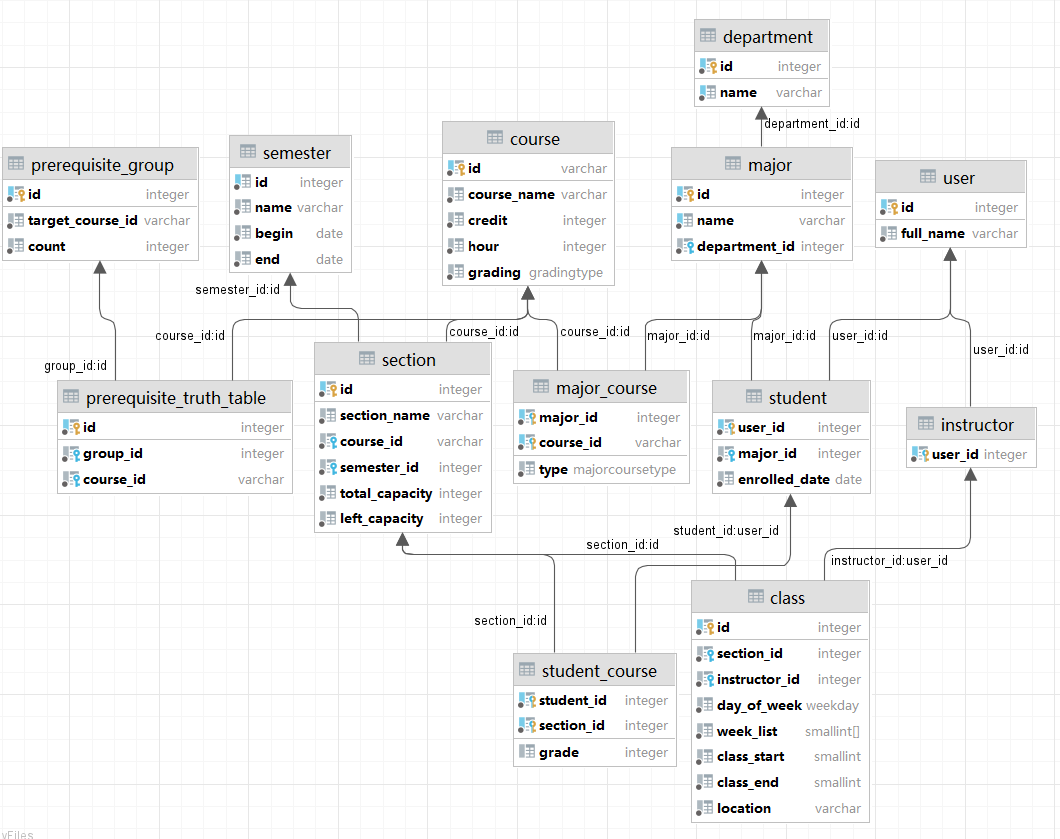 department
id integer
name varchar
department_id:id
prerequisite_group
id integer
target_course_id varchar
count integer
semester
id integer
name varchar
begin date
end date
course
id varchar
course_name varchar
credit integer
hour integer
grading gradingtype
major
id integer
name varchar
department_id integer
user
id integer
full_name varchar
semester_id:id
course_id:id
course_id:id
course_id:id
major_id:id
major_id:id
user_id:id
user_id:id
group_id:id
prerequisite_truth_table
id integer
group_id integer
course_id varchar
section
id integer
section_name varchar
course_id varchar
semester_id integer
total_capacity integer
left_capacity integer
major_course
major_id integer
course_id varchar
type majorcoursetype
student
user_id integer
major_id integer
enrolled_date date
instructor
user_id integer
student_id:user_id
section_id:id
instructor_id:user_id
section_id:id
student_course
student_id integer
section_id integer
grade integer
class
id integer
section_id integer
instructor_id integer
day_of_week weekday
week_list smallint[]
class_start smallint
class_end smallint
location varchar
yFiles